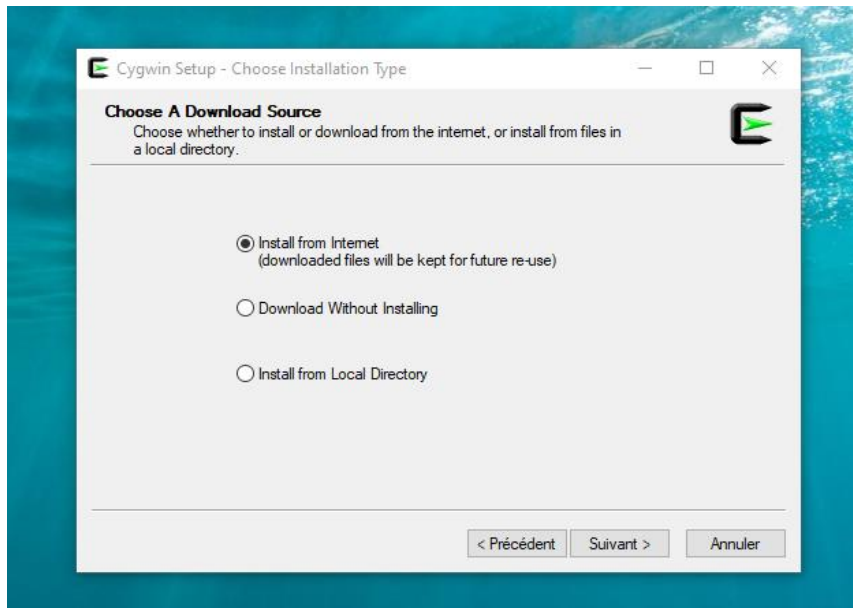 Cygwin Setup - Choose Installation Type
Choose A Download Source
Choose whether to install or download from the internet, or install from files in
a local directory.
Install from Internet
(downloaded files will be kept for future re-use)
Download Without Installing
Install from Local Directory
< Précédent
Suivant >
Annuler